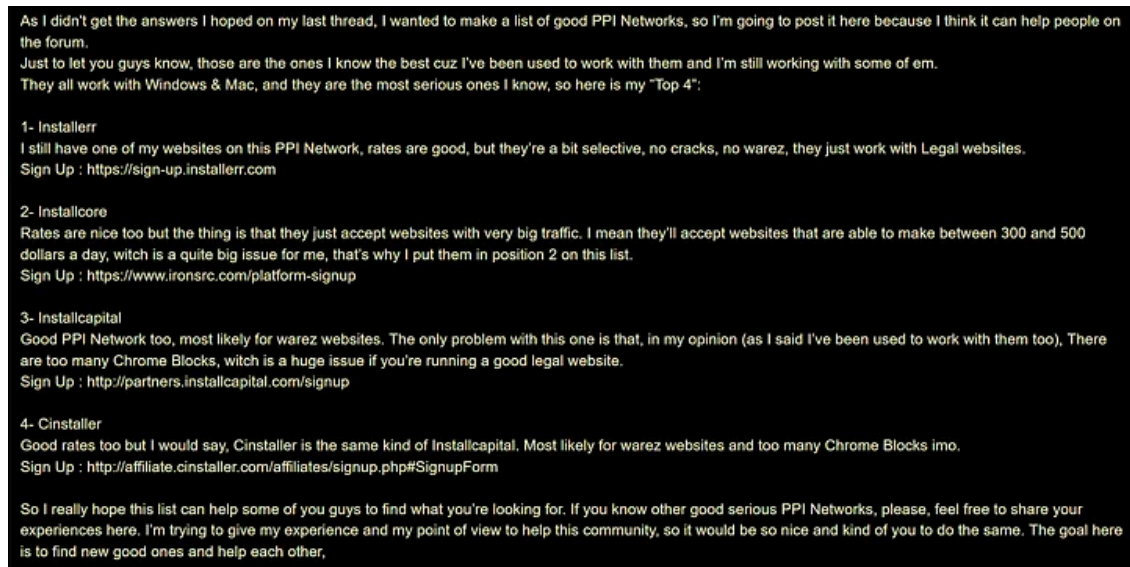 As I didn't get the answers I hoped on my last thread, I wanted to make a list of good PPI Networks, so I'm going to post it here because I think it can help people on
the forum.
Just to let you guys know, those are the ones I know the best cuz I've been used to work with them and I'm still working with some of em.
They all work with Windows & Mac, and they are the most serious ones I know, so here is my "Top 4":
1- Installerr
I still have one of my websites on this PPI Network, rates are good, but they're a bit selective, no cracks, no warez, they just work with Legal websites.
Sign Up : https://sign-up.installerr.com
2- Installcore
Rates are nice too but the thing is that they just accept websites with very big traffic. I mean they'll accept websites that are able to make between 300 and 500
dollars a day, witch is a quite big issue for me, that's why I put them in position 2 on this list.
Sign Up : https://www.ironsrc.com/platform-signup
3- Installcapital
Good PPI Network too, most likely for warez websites. The only problem with this one is that, in my opinion (as I said I've been used to work with them too), There
are too many Chrome Blocks, witch is a huge issue if you're running a good legal website.
Sign Up : http://partners.installcapital.com/signup
4- Cinstaller
Good rates too but I would say, Cinstaller is the same kind of Installcapital. Most likely for warez websites and too many Chrome Blocks imo.
Sign Up : http://affiliate.cinstaller.com/affiliates/signup.php#SignupForm
So I really hope this list can help some of you guys to find what you're looking for. If you know other good serious PPI Networks, please, feel free to share your
experiences here. I'm trying to give my experience and my point of view to help this community, so it would be so nice and kind of you to do the same. The goal here
is to find new good ones and help each other,